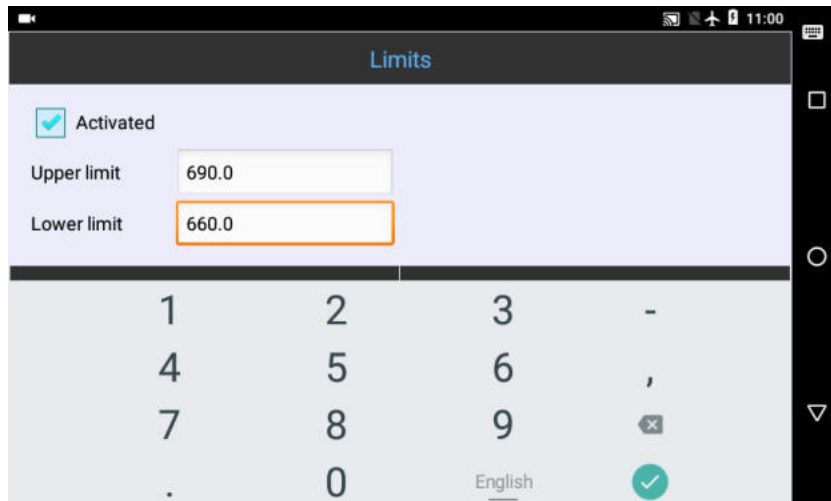 11:00
Limits
Activated
Upper limit 690.0
Lower limit 660.0
1 2 3 -
4 5 6 ,
7 8 9
. 0 English